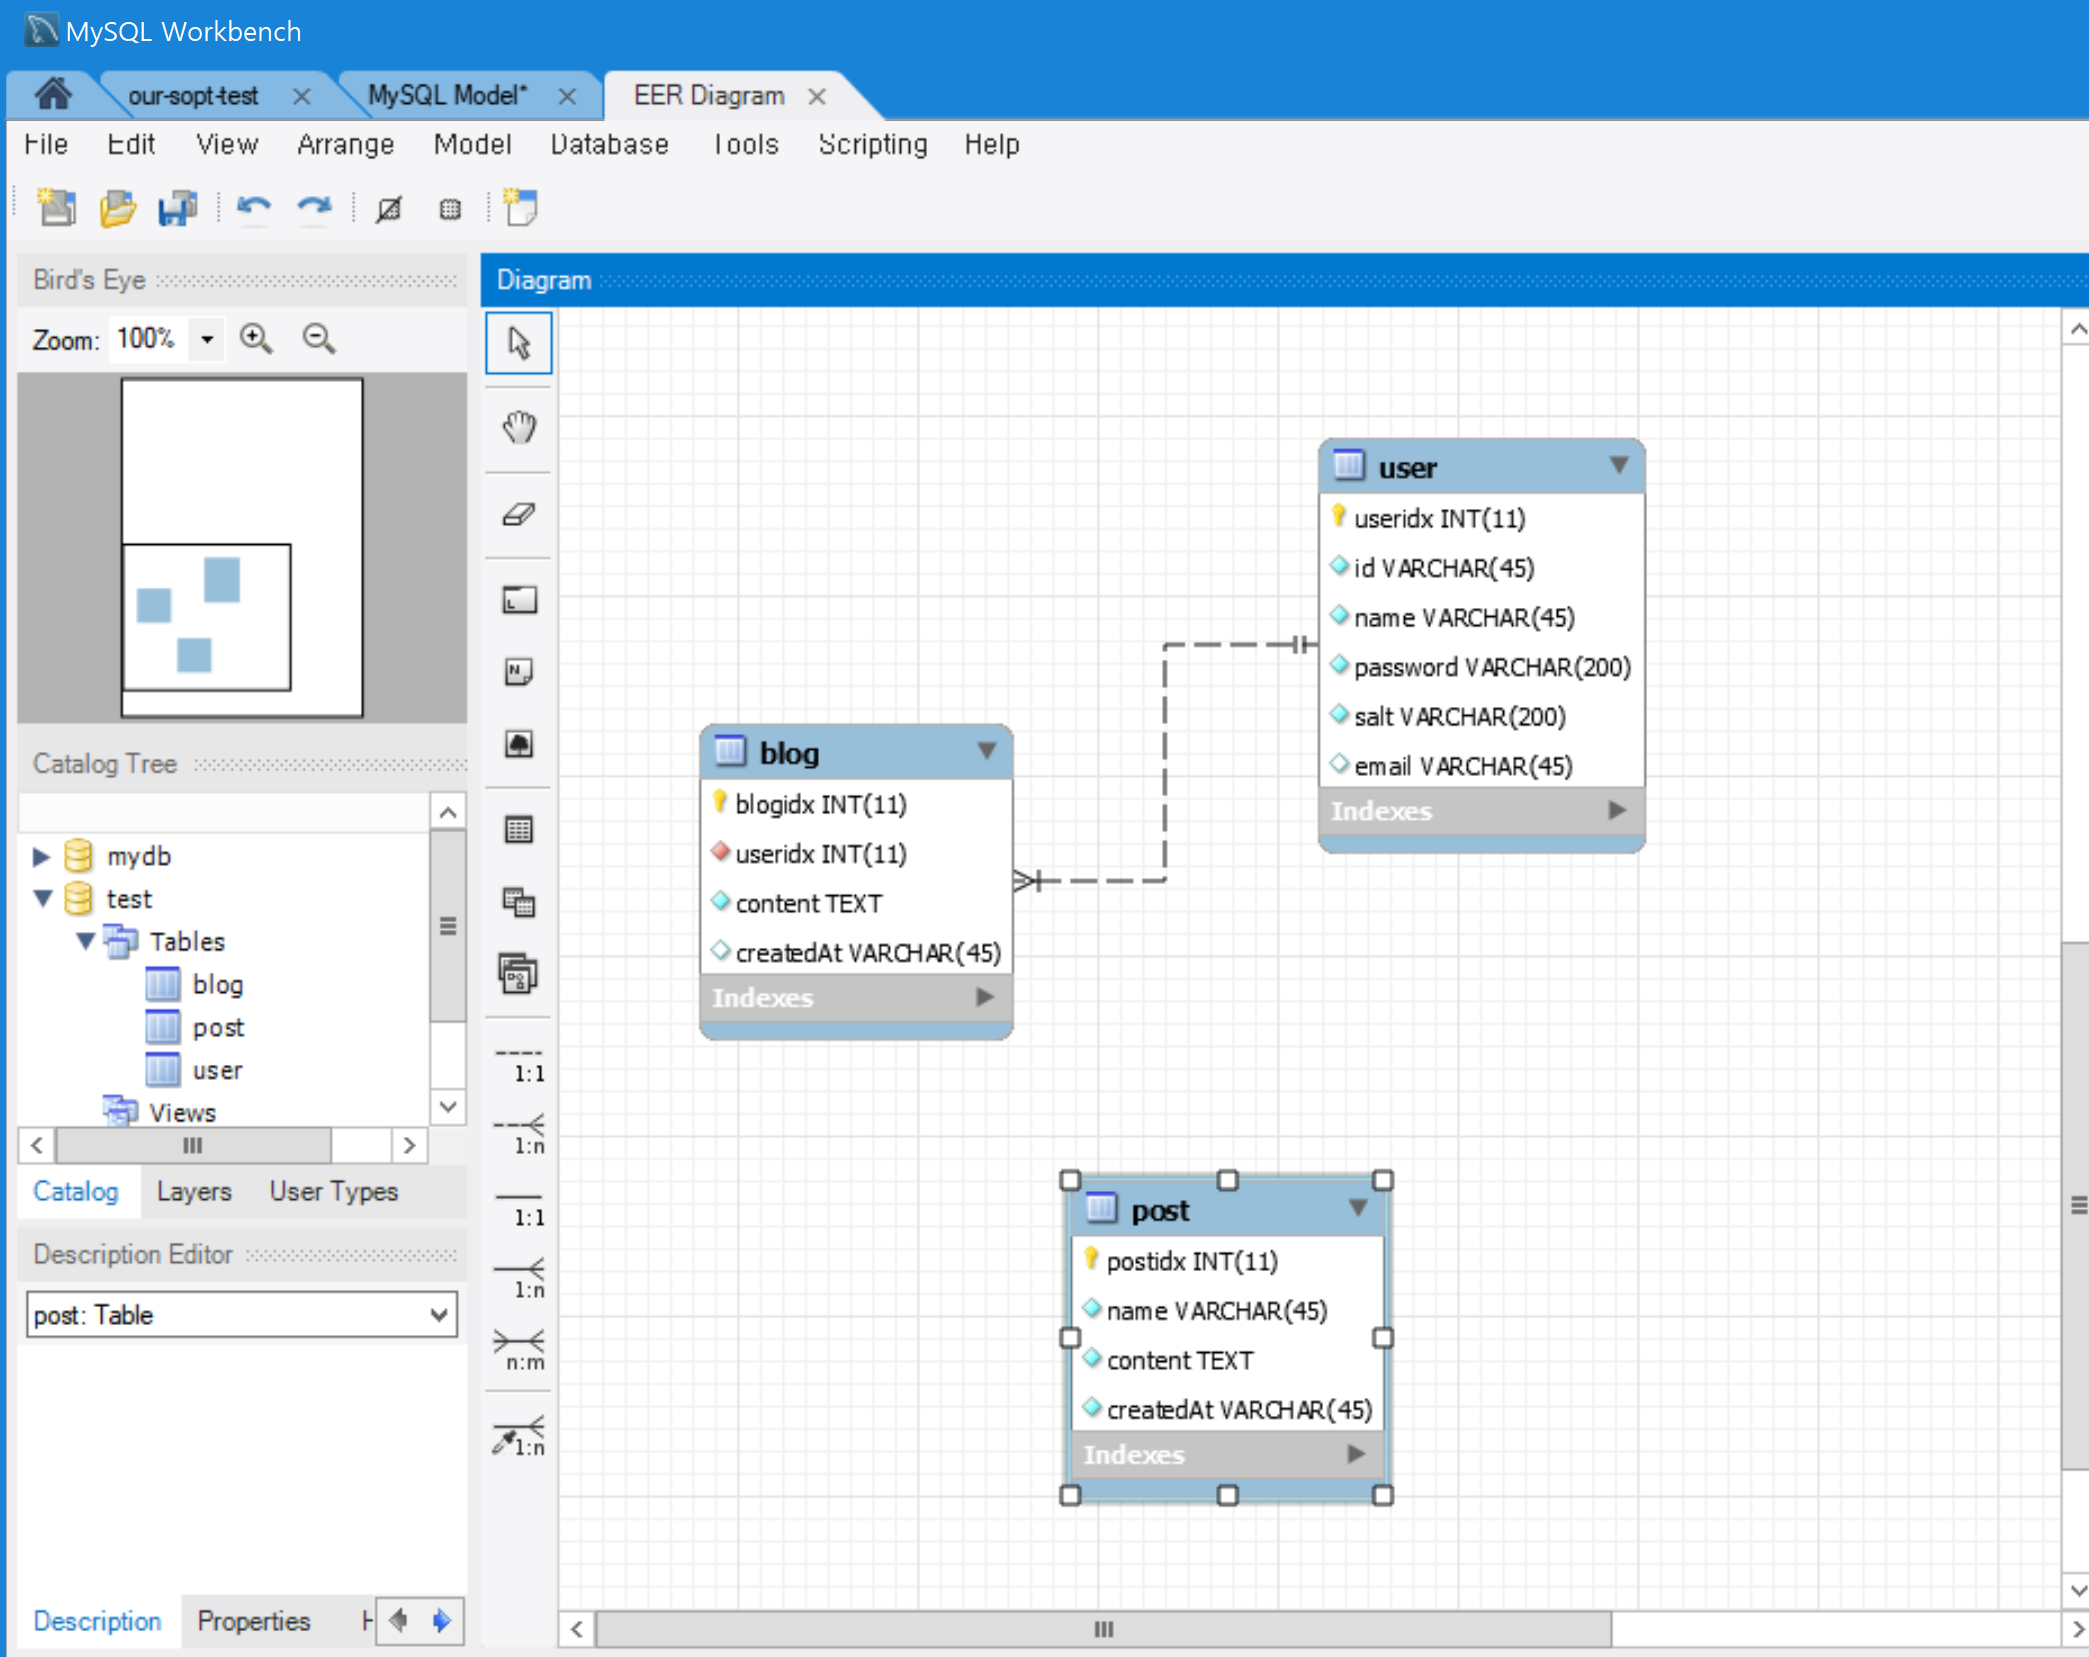 MySQL Workbench
our-sopt-test
MySQL Model*
EER Diagram
File Edit View Arrange Model Database Tools Scripting Help
Bird's Eye
Zoom: 100%
Diagram
Catalog Tree
mydb
test
Tables
blog
post
user
Views
Catalog Layers User Types
Description Editor
post: Table
Description Properties
N
1:1
1:n
1:1
1:n
n:m
1:n
user
useridx INT(11)
id VARCHAR(45)
name VARCHAR(45)
password VARCHAR(200)
salt VARCHAR(200)
email VARCHAR(45)
Indexes
blog
blogidx INT(11)
useridx INT(11)
content TEXT
createdAt VARCHAR(45)
Indexes
post
postidx INT(11)
name VARCHAR(45)
content TEXT
createdAt VARCHAR(45)
Indexes